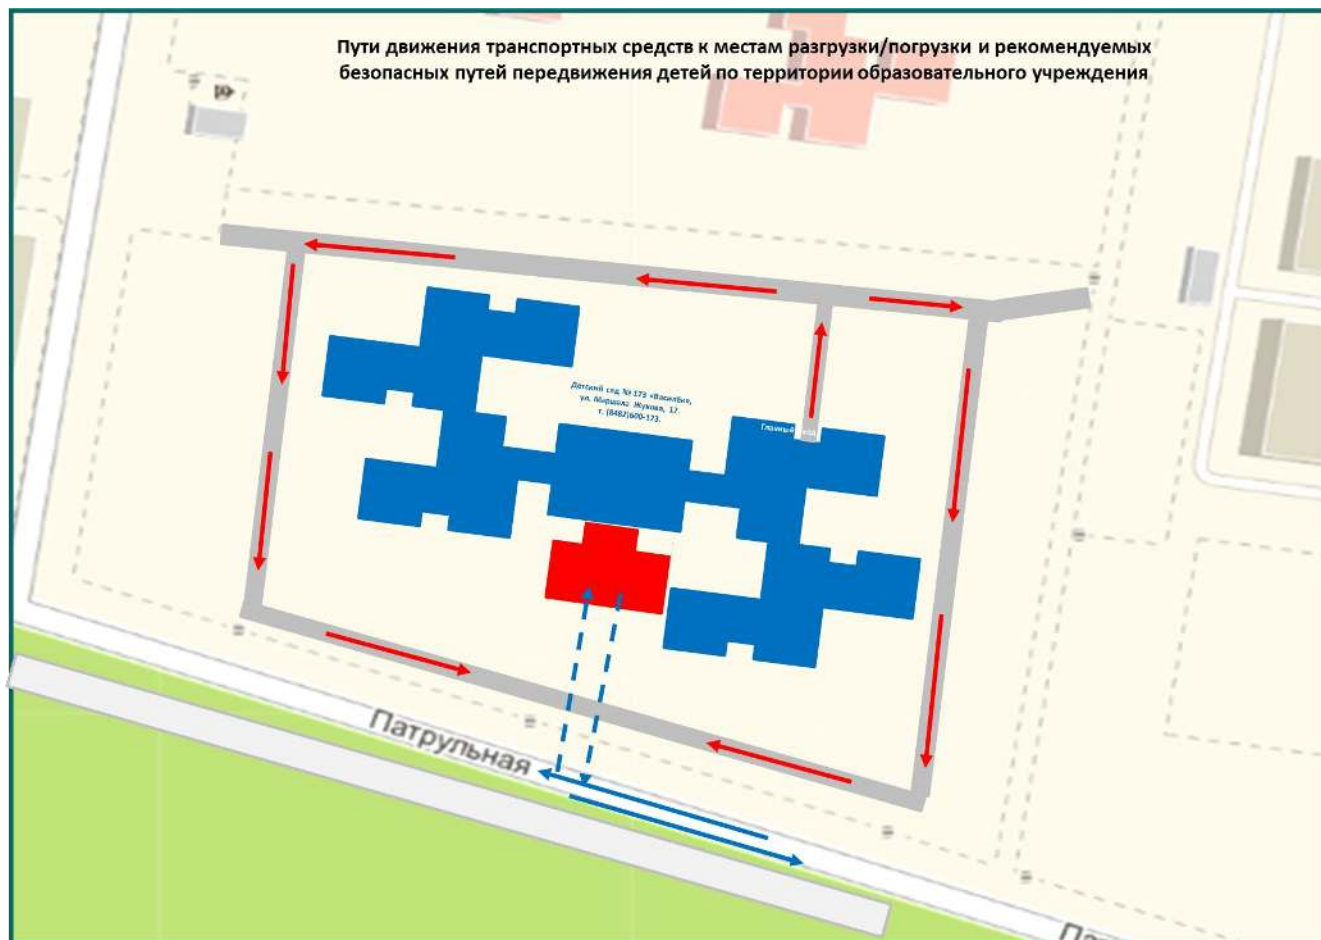 Пути движения транспортных средств к местам разгрузки/погрузки и рекомендуемых
безопасных путей передвижения детей по территории образовательного учреждения
Детский сад № 173 «Василёк»,
ул. Маршала Жукова, 17.
т. (8482)600-173.
Главный вход
Патрульная